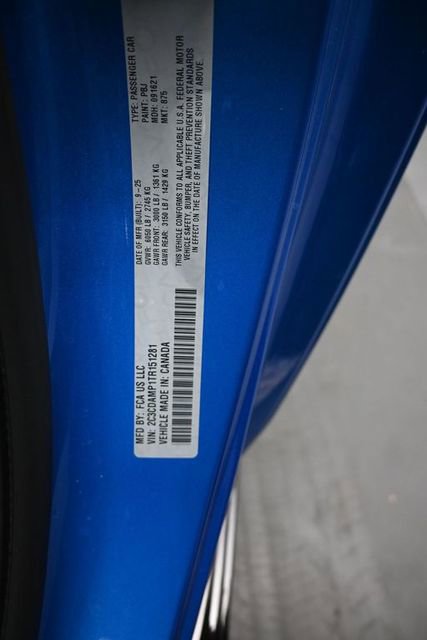 MFD BY: FCA US LLC
VIN: 2C3CDAMP1TR151281
VEHICLE MADE IN: CANADA
DATE OF MFR (BUILT): 9-25
GVWR: 6050 LB / 2745 KG
GAWR FRONT: 3000 LB / 1361 KG
GAWR REAR: 3150 LB / 1429 KG
TYPE: PASSENGER CAR
PAINT: PBJ
MDH: 091621
MKT: 875
THIS VEHICLE CONFORMS TO ALL APPLICABLE U.S.A. FEDERAL MOTOR
VEHICLE SAFETY, BUMPER, AND THEFT PREVENTION STANDARDS
IN EFFECT ON THE DATE OF MANUFACTURE SHOWN ABOVE.